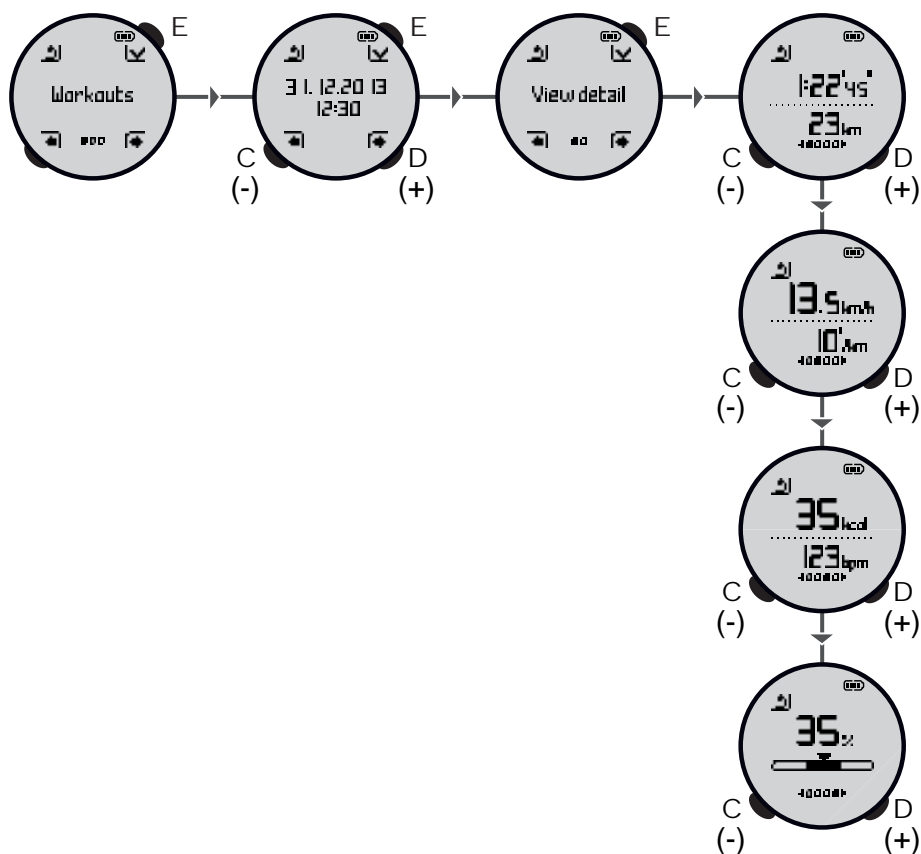 E
Workouts
E
31.12.2013
12:30
C
(-)
D
(+)
E
View detail
1:22'45"
23km
C
(-)
D
(+)
13.5km/h
10'/km
C
(-)
D
(+)
35kcal
123bpm
C
(-)
D
(+)
35%
C
(-)
D
(+)